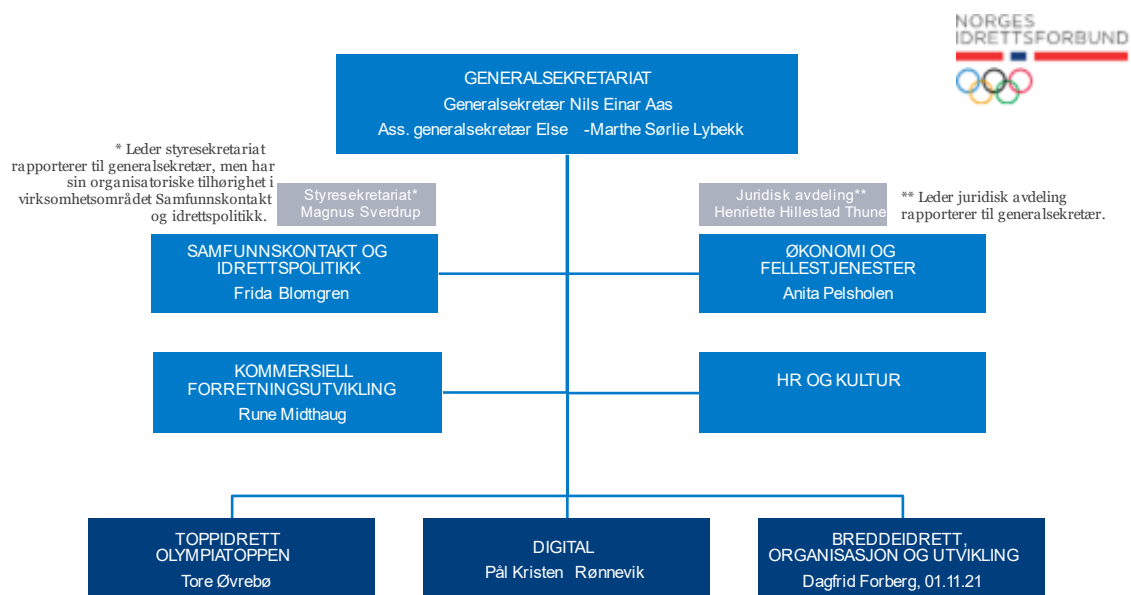 NORGES
IDRETTSFORBUND
GENERALSEKRETARIAT
Generalsekretær Nils Einar Aas
Ass. generalsekretær Else -Marthe Sørlie Lybekk
* Leder styresekretariat
rapporterer til generalsekretær, men har
sin organisatoriske tilhørighet i
virksomhetsområdet Samfunnskontakt
og idrettspolitikk.
Styresekretariat*
Magnus Sverdrup
Juridisk avdeling**
Henriette Hillestad Thune
** Leder juridisk avdeling
rapporterer til generalsekretær.
SAMFUNNSKONTAKT OG
IDRETTSPOLITIKK
Frida Blomgren
ØKONOMI OG
FELLESTJENESTER
Anita Pelsholen
KOMMERSIELL
FORRETNINGSUTVIKLING
Rune Midthaug
HR OG KULTUR
TOPPIDRETT
OLYMPIATOPPEN
Tore Øvrebø
DIGITAL
Pål Kristen Rønnevik
BREDDEIDRETT,
ORGANISASJON OG UTVIKLING
Dagfrid Forberg, 01.11.21